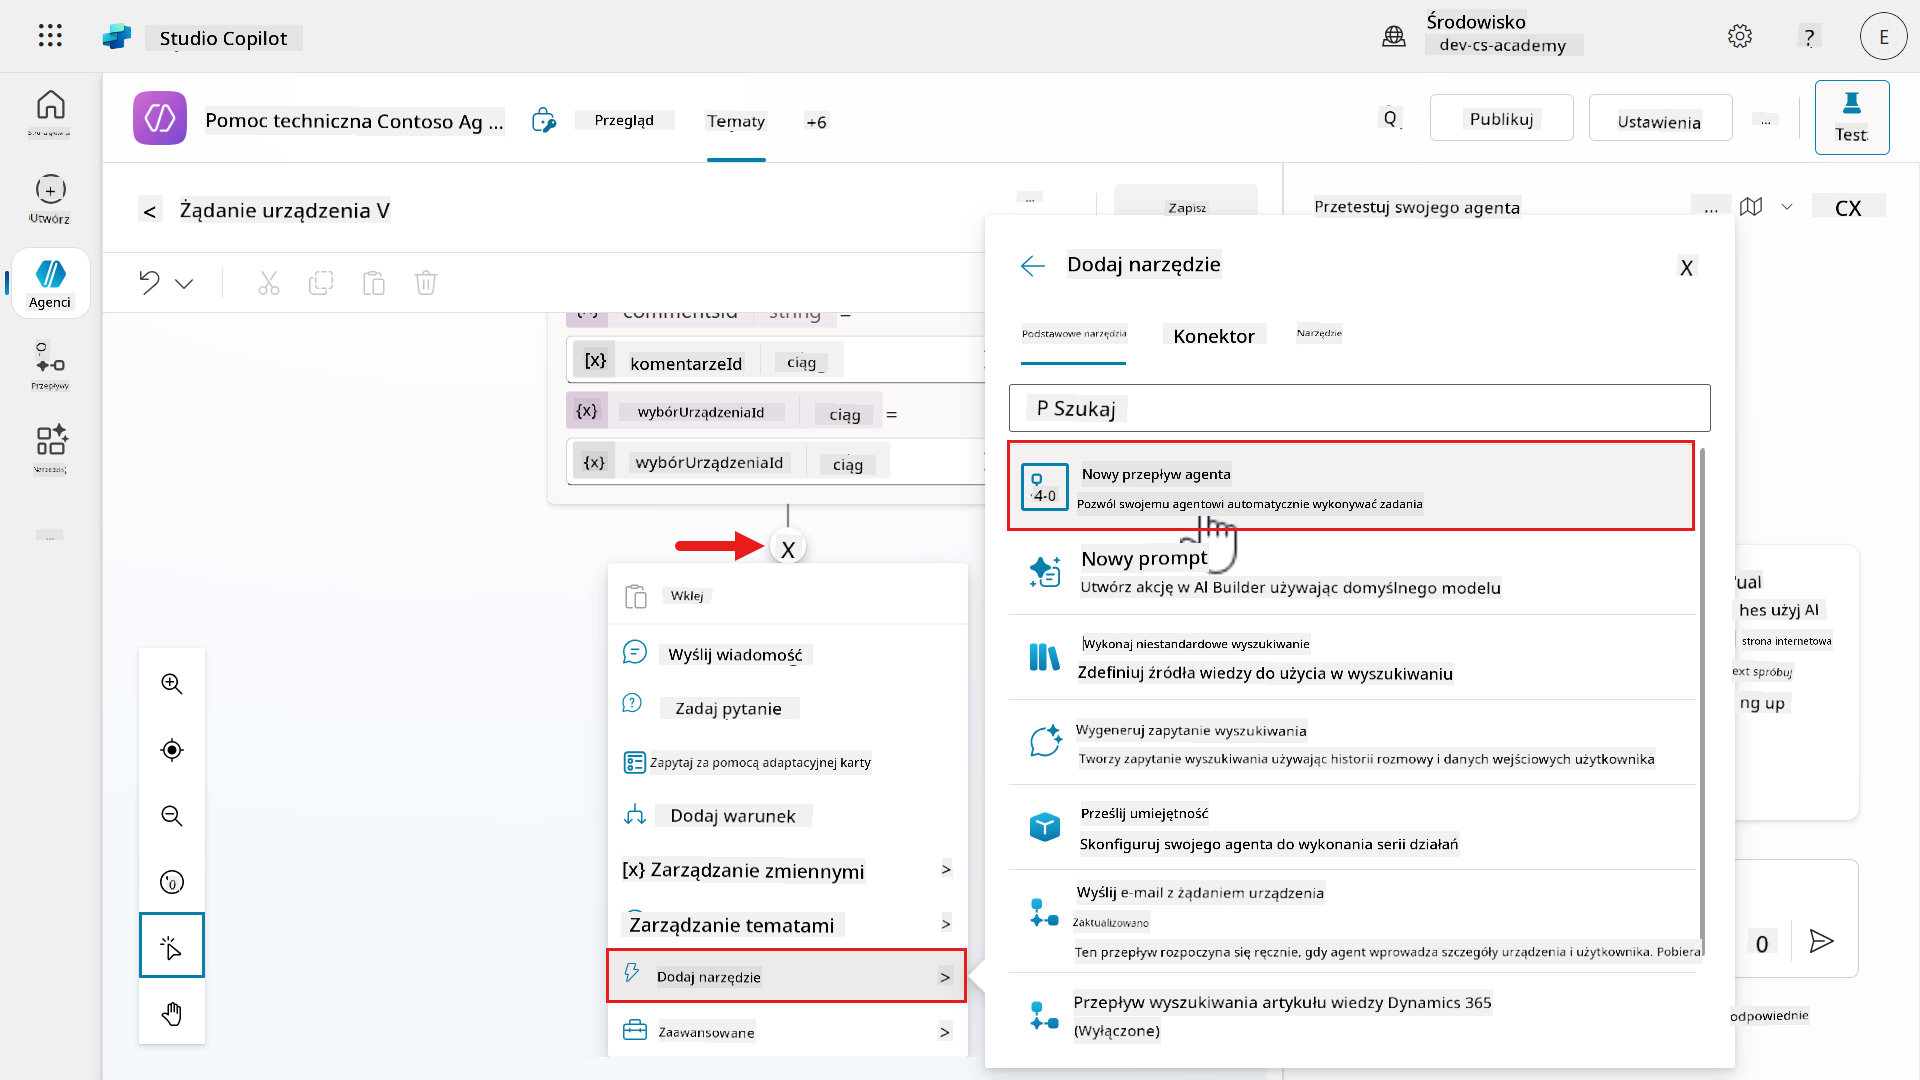 Studio Copilot
Środowisko
dev-cs-academy
?
E
Strona główna
Utwórz
Agenci
Przepływy
Narzędzia
...
Pomoc techniczna Contoso Ag ...
Przegląd
Tematy
+6
Q
Publikuj
Ustawienia
...
Test
<
Żądanie urządzenia V
...
Zapisz
Przetestuj swojego agenta
...
CX
commentsId string =
[x] komentarzeId ciąg
{x} wybórUrządzeniaId ciąg =
{x} wybórUrządzeniaId ciąg
X
Wklej
Wyślij wiadomość
Zadaj pytanie
Zapytaj za pomocą adaptacyjnej karty
Dodaj warunek
[x] Zarządzanie zmiennymi >
Zarządzanie tematami >
Dodaj narzędzie >
Zaawansowane >
Dodaj narzędzie
X
Podstawowe narzędzia
Konektor
Narzędzie
P Szukaj
4-0
Nowy przepływ agenta
Pozwól swojemu agentowi automatycznie wykonywać zadania
Nowy prompt
Utwórz akcję w AI Builder używając domyślnego modelu
Wykonaj niestandardowe wyszukiwanie
Zdefiniuj źródła wiedzy do użycia w wyszukiwaniu
Wygeneruj zapytanie wyszukiwania
Tworzy zapytanie wyszukiwania używając historii rozmowy i danych wejściowych użytkownika
Prześlij umiejętność
Skonfiguruj swojego agenta do wykonania serii działań
Wyślij e-mail z żądaniem urządzenia
Zaktualizowano
Ten przepływ rozpoczyna się ręcznie, gdy agent wprowadza szczegóły urządzenia i użytkownika. Pobiera
Przepływ wyszukiwania artykułu wiedzy Dynamics 365
(Wyłączone)
ual
hes użyj AI
strona internetowa
ext spróbuj
ng up
0
odpowiednie